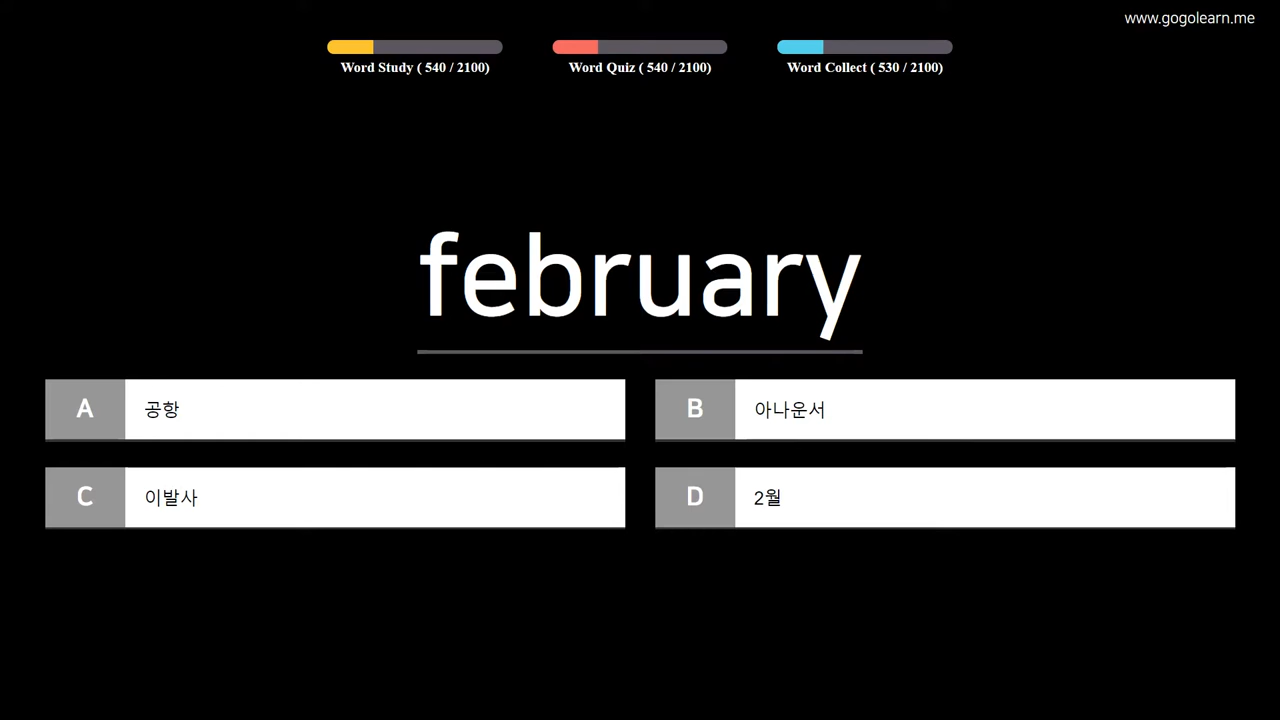 www.gogolearn.me
Word Study ( 540 / 2100)
Word Quiz ( 540 / 2100)
Word Collect ( 530 / 2100)
february
A 공항
B 아나운서
C 이발사
D 2월